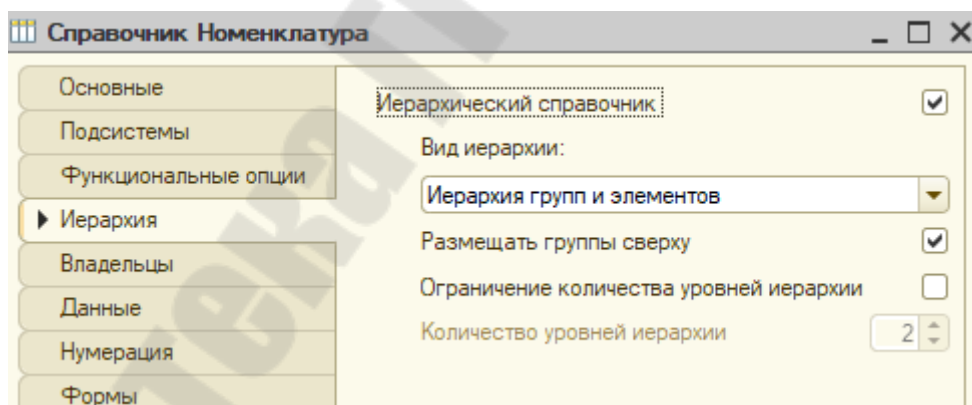 Справочник Номенклатура
Основные
Подсистемы
Функциональные опции
Иерархия
Владельцы
Данные
Нумерация
Формы
Иерархический справочник
Вид иерархии:
Иерархия групп и элементов
Размещать группы сверху
Ограничение количества уровней иерархии
Количество уровней иерархии 2